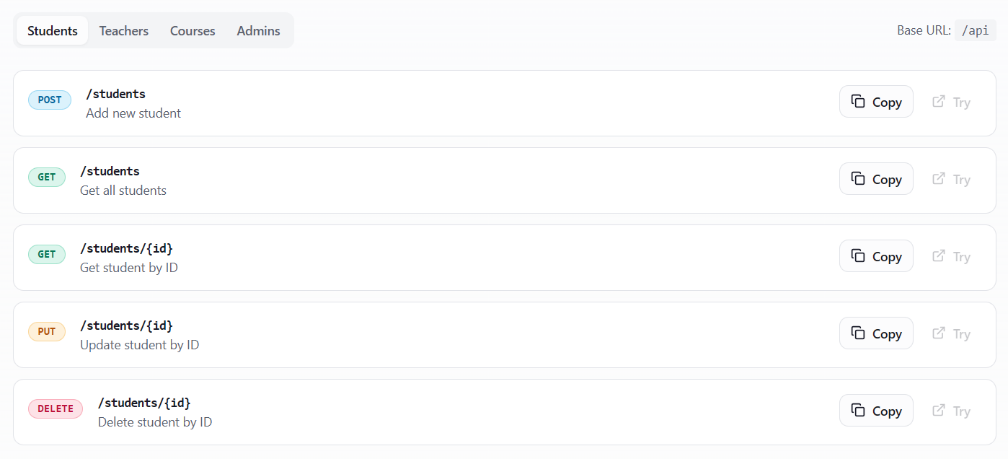 Students Teachers Courses Admins Base URL: /api
POST /students Copy Try
Add new student
GET /students Copy Try
Get all students
GET /students/{id} Copy Try
Get student by ID
PUT /students/{id} Copy Try
Update student by ID
DELETE /students/{id} Copy Try
Delete student by ID